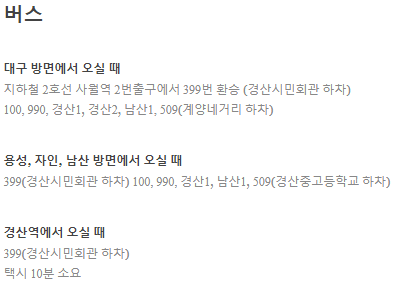 버스
대구 방면에서 오실 때
지하철 2호선 사월역 2번출구에서 399번 환승 (경산시민회관 하차)
100, 990, 경산1, 경산2, 남산1, 509(계양네거리 하차)
용성, 자인, 남산 방면에서 오실 때
399(경산시민회관 하차) 100, 990, 경산1, 남산1, 509(경산중고등학교 하차)
경산역에서 오실 때
399(경산시민회관 하차)
택시 10분 소요